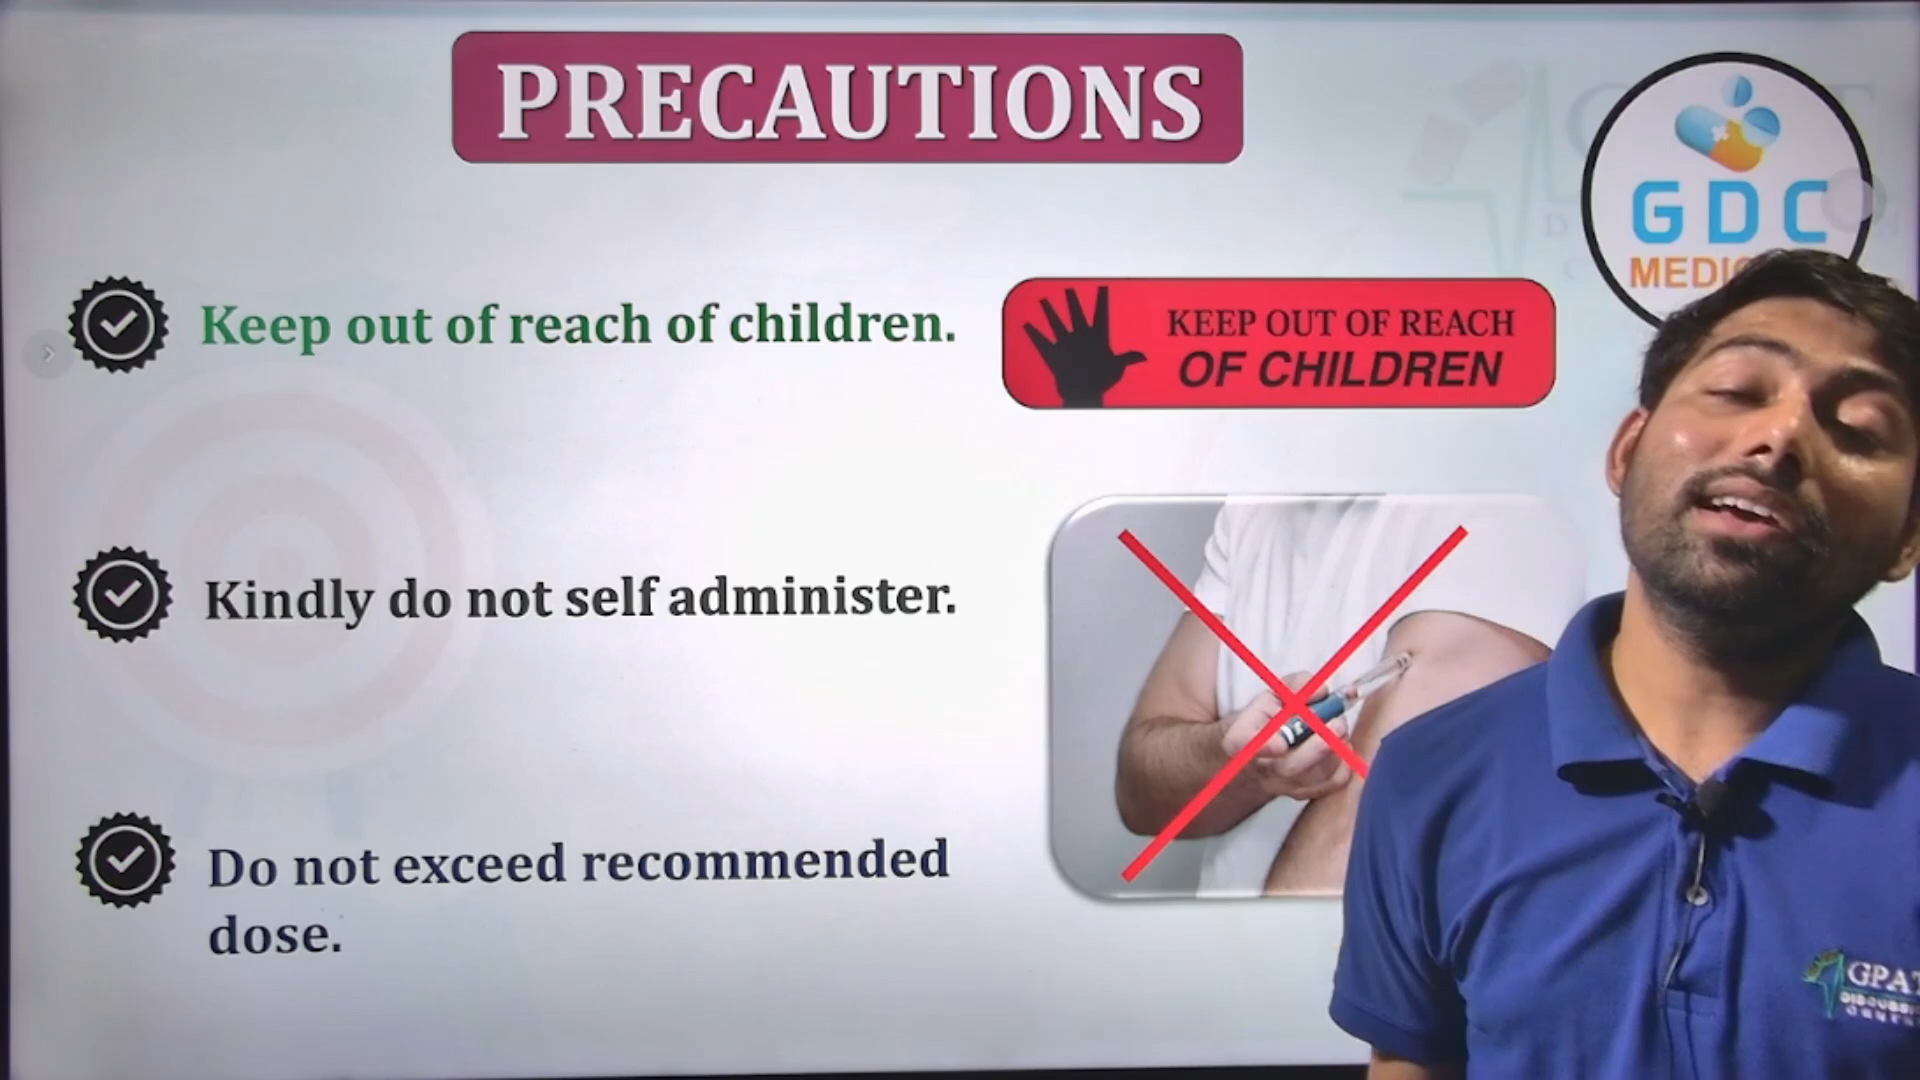 PRECAUTIONS
GDC
Keep out of reach of children.
KEEP OUT OF REACH
OF CHILDREN
Kindly do not self administer.
Do not exceed recommended
dose.